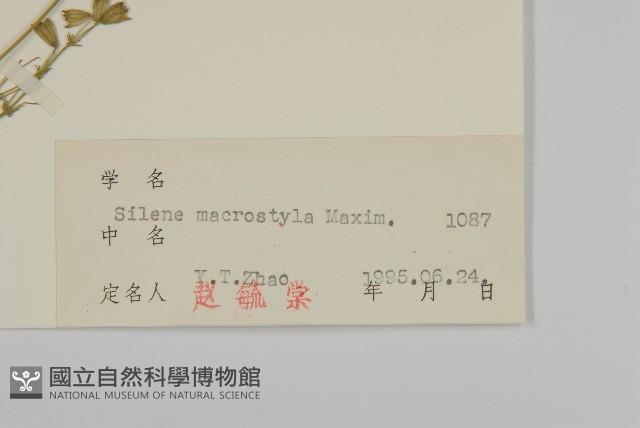 学 名
Silene macrostyla Maxim. 1087
中 名
Y.T.Zhao 1995.06.24.
定名人 赵毓棠 年 月 日
國立自然科學博物館
NATIONAL MUSEUM OF NATURAL SCIENCE